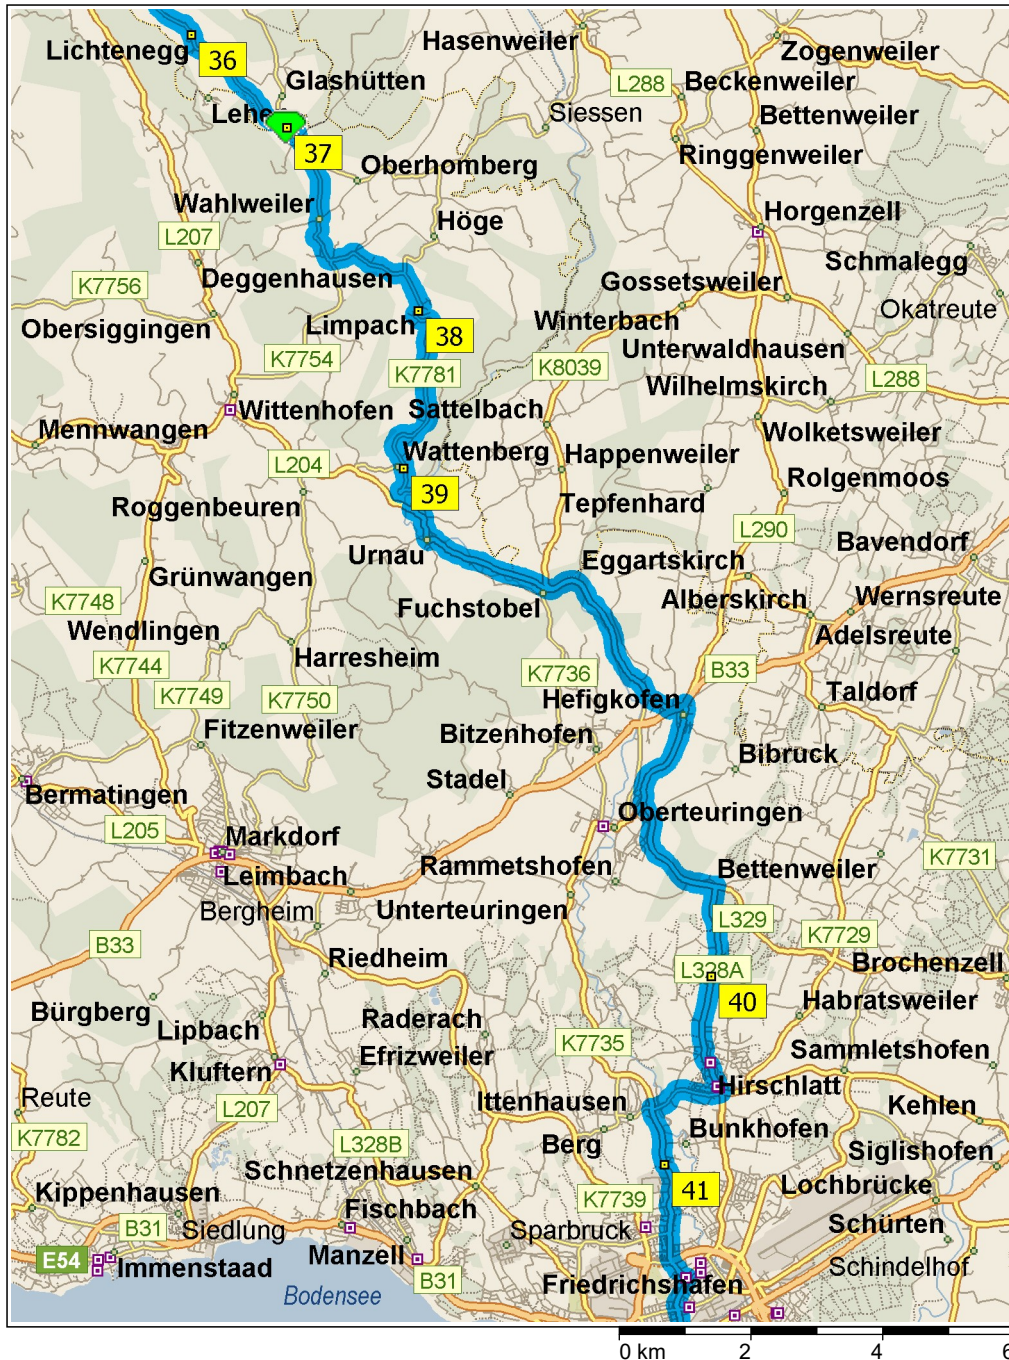 Hasenweiler
Zogenweiler
Lichtenegg
36
Glashütten
L288
Beckenweiler
Siessen
Bettenweiler
Lehe
37
Oberhomberg
Ringgenweiler
Wahlweiler
Höge
Horgenzell
L207
Schmalegg
Deggenhausen
K7756
Gossetsweiler
Okatreute
Obersiggingen
Limpach
38
Winterbach
K7754
K7781
K8039
Unterwaldhausen
L288
Wilhelmskirch
Wittenhofen
Sattelbach
Mennwangen
Wolketsweiler
Wattenberg
Happenweiler
L204
Rolgenmoos
39
Roggenbeuren
Tepfenhard
L290
Bavendorf
Urnau
Eggartskirch
Grünwangen
K7748
Fuchstobel
Alberskirch
Wernsreute
Wendlingen
Adelsreute
Harresheim
K7744
K7736
B33
K7749
K7750
Hefigkofen
Taldorf
Fitzenweiler
Bitzenhofen
Bibruck
Stadel
Bermatingen
Oberteuringen
L205
Markdorf
K7731
Leimbach
Rammetshofen
Bettenweiler
Bergheim
Unterteuringen
L329
B33
K7729
Riedheim
L328A
Brochenzell
Bürgberg
40
Habratsweiler
Lipbach
Raderach
K7735
Efrizweiler
Sammletshofen
Kluftern
Reute
L207
Ittenhausen
Hirschlatt
Kehlen
K7782
L328B
Berg
Bunkhofen
Siglishofen
Schnetzenhausen
41
Lochbrücke
Kippenhausen
K7739
B31
Siedlung
Fischbach
Sparbruck
Schürten
E54
Manzell
Immenstaad
B31
Friedrichshafen
Schindelhof
Bodensee
0 km 2 4 6